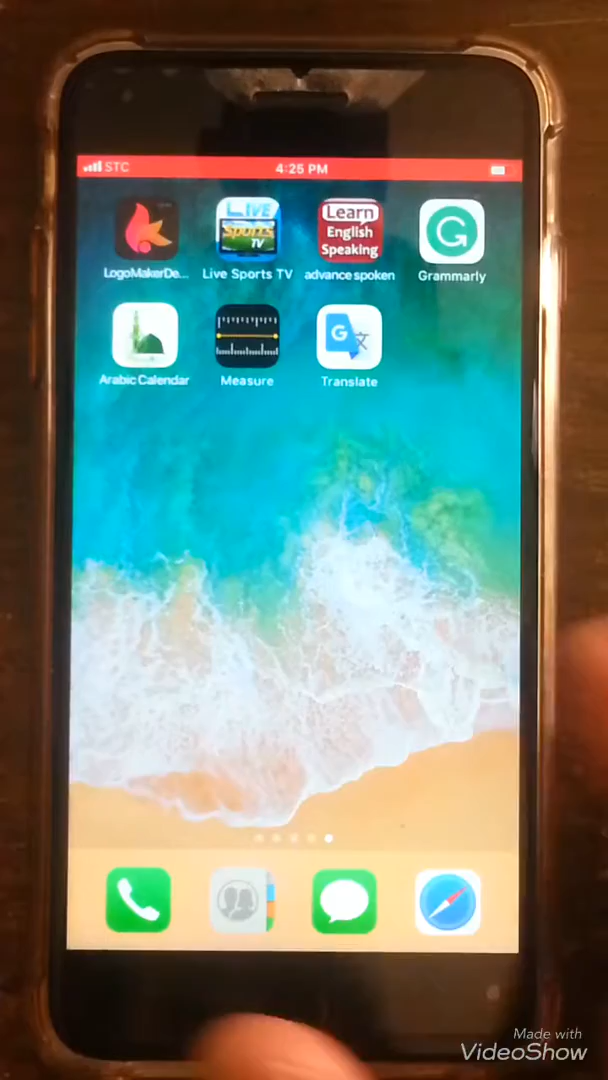 STC 4:25 PM
LIVE Sports TV
Learn English Speaking
G
LogoMakerDe... Live Sports TV advance spoken Grammarly
G 文
Arabic Calendar Measure Translate
Made with
VideoShow